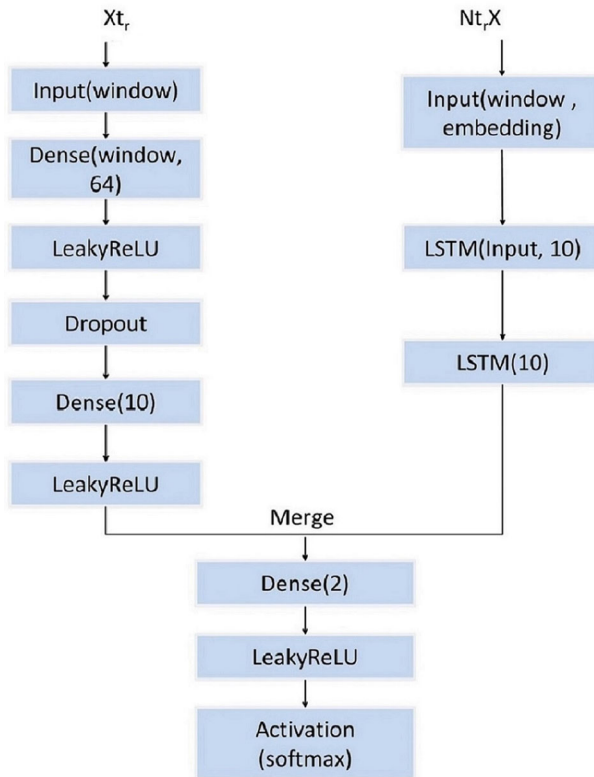 Xtᵣ
Input(window)
Dense(window,
64)
LeakyReLU
Dropout
Dense(10)
LeakyReLU
NtᵣX
Input(window ,
embedding)
LSTM(Input, 10)
LSTM(10)
Merge
Dense(2)
LeakyReLU
Activation
(softmax)